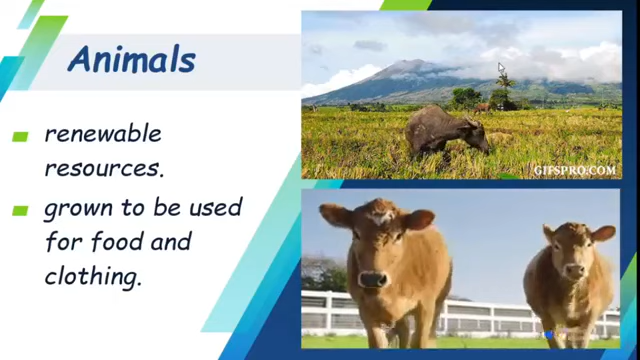 Animals
renewable
resources.
grown to be used
for food and
clothing.
GIFSPRO.COM